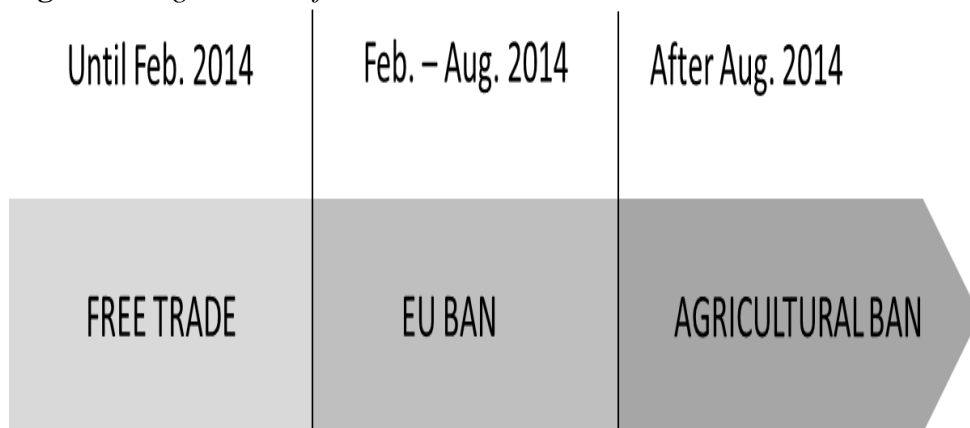 Until Feb. 2014
Feb. – Aug. 2014
After Aug. 2014
FREE TRADE
EU BAN
AGRICULTURAL BAN